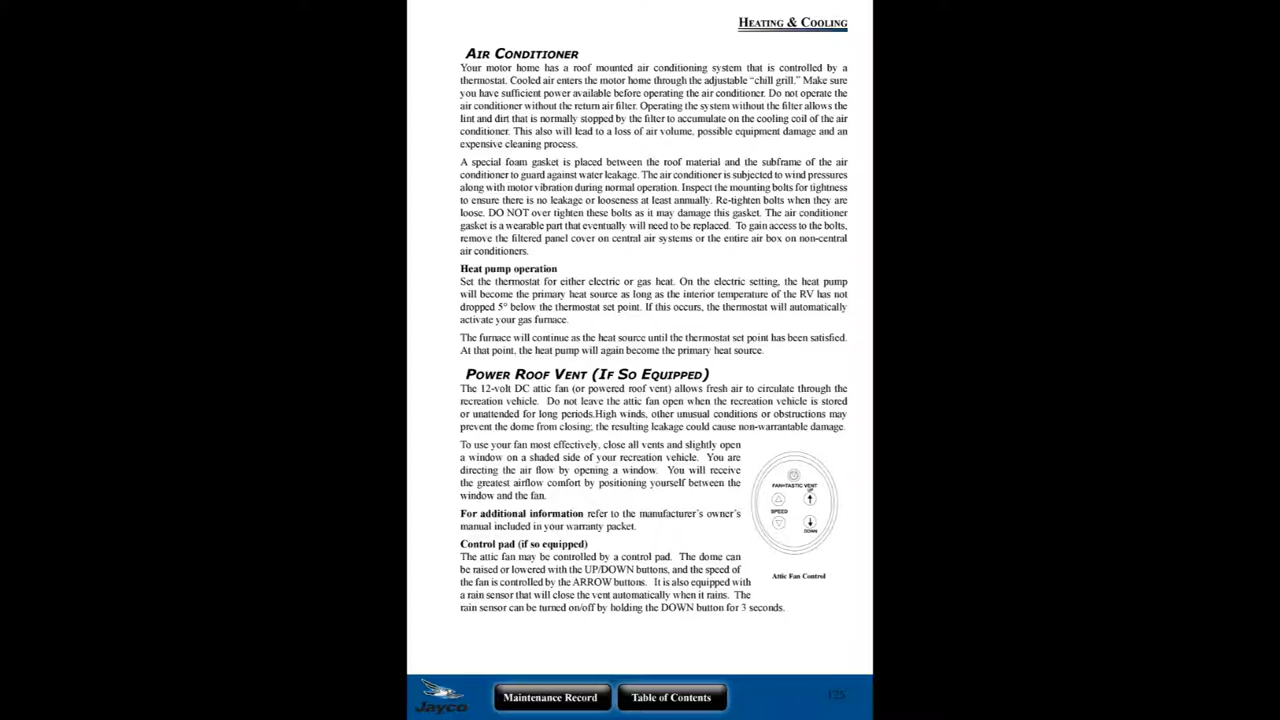 HEATING & COOLING
AIR CONDITIONER
Your motor home has a roof mounted air conditioning system that is controlled by a
thermostat. Cooled air enters the motor home through the adjustable “chill grill.” Make sure
you have sufficient power available before operating the air conditioner. Do not operate the
air conditioner without the return air filter. Operating the system without the filter allows the
lint and dirt that is normally stopped by the filter to accumulate on the cooling coil of the air
conditioner. This also will lead to a loss of air volume, possible equipment damage and an
expensive cleaning process.
A special foam gasket is placed between the roof material and the subframe of the air
conditioner to guard against water leakage. The air conditioner is subjected to wind pressures
along with motor vibration during normal operation. Inspect the mounting bolts for tightness
to ensure there is no leakage or looseness at least annually. Re-tighten bolts when they are
loose. DO NOT over tighten these bolts as it may damage this gasket. The air conditioner
gasket is a wearable part that eventually will need to be replaced. To gain access to the bolts,
remove the filtered panel cover on central air systems or the entire air box on non-central
air conditioners.
Heat pump operation
Set the thermostat for either electric or gas heat. On the electric setting, the heat pump
will become the primary heat source as long as the interior temperature of the RV has not
dropped 5° below the thermostat set point. If this occurs, the thermostat will automatically
activate your gas furnace.
The furnace will continue as the heat source until the thermostat set point has been satisfied.
At that point, the heat pump will again become the primary heat source.
POWER ROOF VENT (IF SO EQUIPPED)
The 12-volt DC attic fan (or powered roof vent) allows fresh air to circulate through the
recreation vehicle. Do not leave the attic fan open when the recreation vehicle is stored
or unattended for long periods.High winds, other unusual conditions or obstructions may
prevent the dome from closing; the resulting leakage could cause non-warrantable damage.
To use your fan most effectively, close all vents and slightly open
a window on a shaded side of your recreation vehicle. You are
directing the air flow by opening a window. You will receive
the greatest airflow comfort by positioning yourself between the
window and the fan.
For additional information refer to the manufacturer’s owner’s
manual included in your warranty packet.
Control pad (if so equipped)
The attic fan may be controlled by a control pad. The dome can
be raised or lowered with the UP/DOWN buttons, and the speed of
the fan is controlled by the ARROW buttons. It is also equipped with
a rain sensor that will close the vent automatically when it rains. The
rain sensor can be turned on/off by holding the DOWN button for 3 seconds.
FAN-TASTIC VENT
UP
SPEED
DOWN
Attic Fan Control
Jayco
Maintenance Record
Table of Contents
125